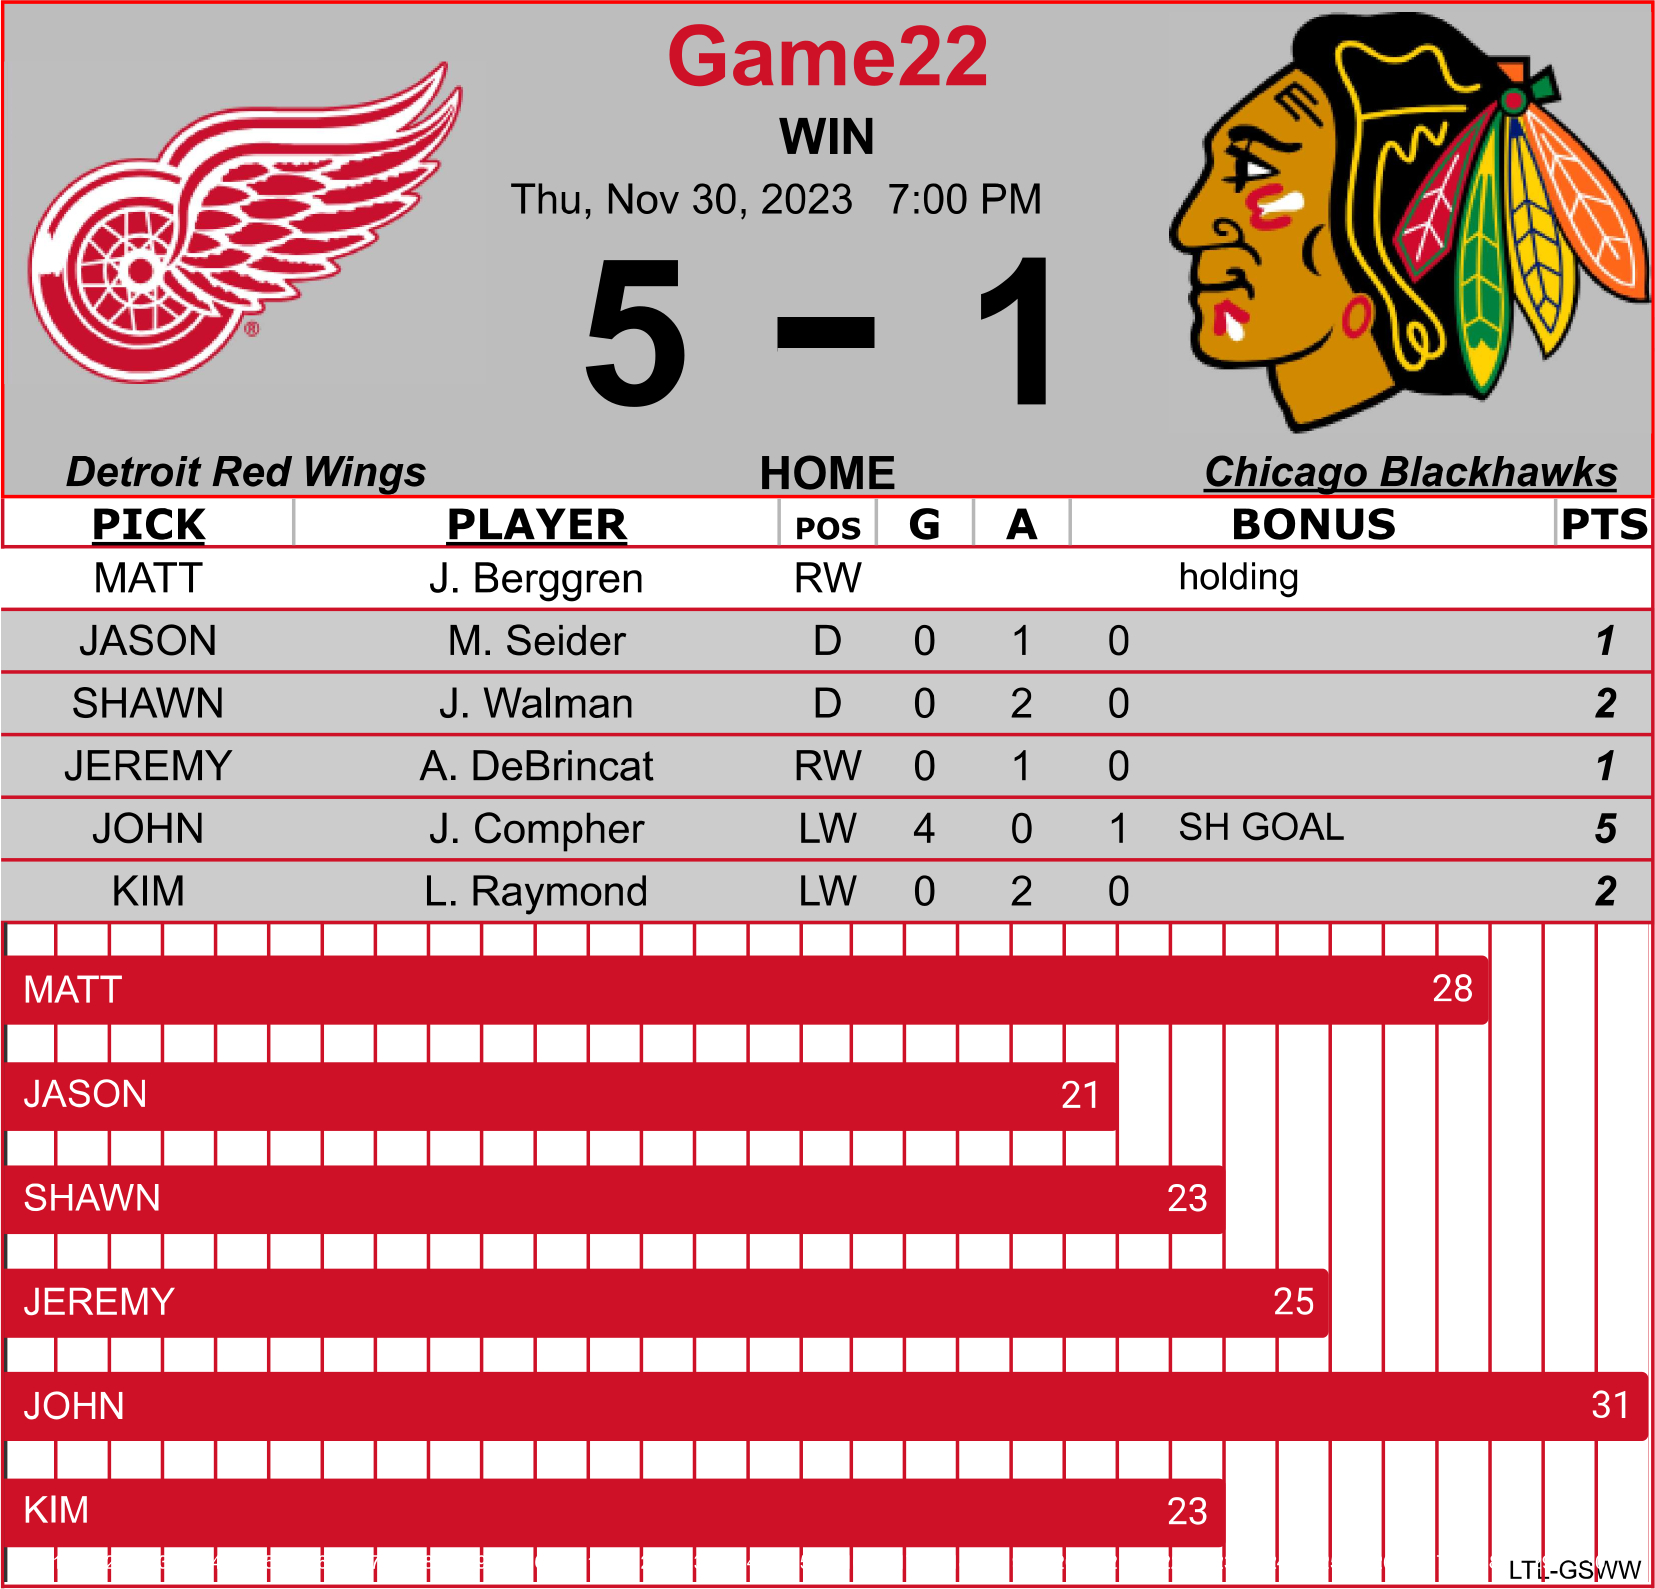 Game22
WIN
Thu, Nov 30, 2023 7:00 PM
5 – 1
Detroit Red Wings HOME Chicago Blackhawks
PICK PLAYER POS G A BONUS PTS
MATT J. Berggren RW holding
JASON M. Seider D 0 1 0 1
SHAWN J. Walman D 0 2 0 2
JEREMY A. DeBrincat RW 0 1 0 1
JOHN J. Compher LW 4 0 1 SH GOAL 5
KIM L. Raymond LW 0 2 0 2
MATT 28
JASON 21
SHAWN 23
JEREMY 25
JOHN 31
KIM 23
LTL-GSWW